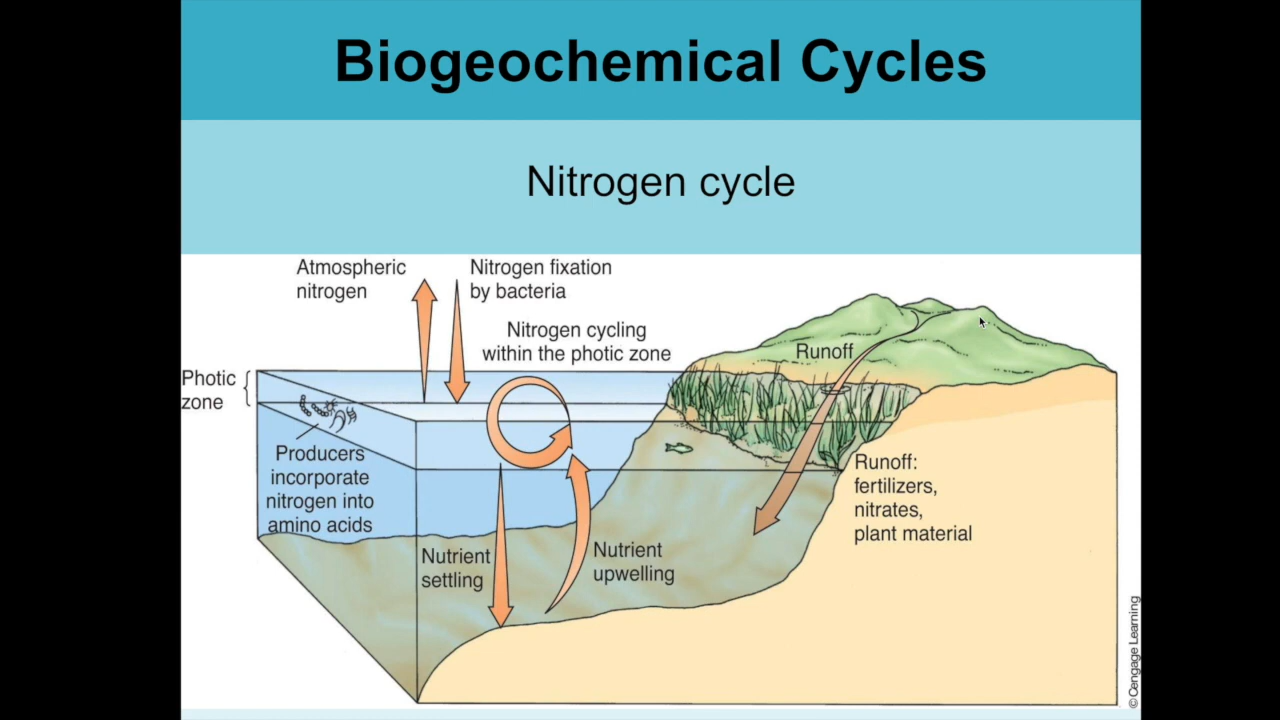 Biogeochemical Cycles
Nitrogen cycle
Atmospheric
nitrogen
Nitrogen fixation
by bacteria
Nitrogen cycling
within the photic zone
Runoff
Photic
zone
Producers
incorporate
nitrogen into
amino acids
Nutrient
settling
Nutrient
upwelling
Runoff:
fertilizers,
nitrates,
plant material
©Cengage Learning